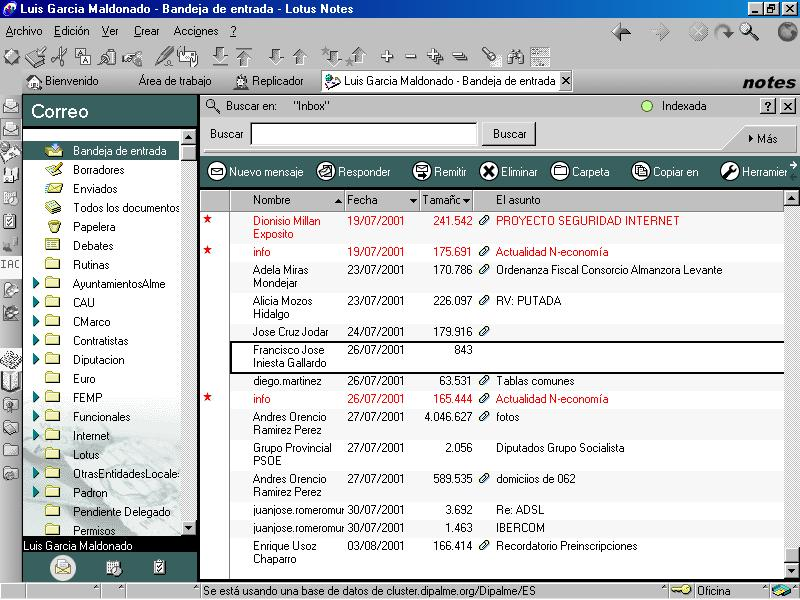 Luis Garcia Maldonado - Bandeja de entrada - Lotus Notes
Archivo Edición Ver Crear Acciones ?
Bienvenido Área de trabajo Replicador Luis Garcia Maldonado - Bandeja de entrada notes
Correo
Buscar en: "Inbox" Indexada
Buscar Buscar Más
Nuevo mensaje Responder Remitir Eliminar Carpeta Copiar en Herramier
Bandeja de entrada
Borradores
Enviados
Todos los documentos
Papelera
Debates
Rutinas
AyuntamientosAlme
CAU
CMarco
Contratistas
Diputacion
Euro
FEMP
Funcionales
Internet
Lotus
OtrasEntidadesLocales
Padron
Pendiente Delegado
Permisos
Luis Garcia Maldonado
IAC
Nombre Fecha Tamaño El asunto
Dionisio Millan 19/07/2001 241.542 PROYECTO SEGURIDAD INTERNET
Exposito
info 19/07/2001 175.691 Actualidad N-economía
Adela Miras 23/07/2001 170.786 Ordenanza Fiscal Consorcio Almanzora Levante
Mondejar
Alicia Mozos 23/07/2001 226.097 RV: PUTADA
Hidalgo
Jose Cruz Jodar 24/07/2001 179.916
Francisco Jose 26/07/2001 843
Iniesta Gallardo
diego.martinez 26/07/2001 63.531 Tablas comunes
info 26/07/2001 165.444 Actualidad N-economía
Andres Orencio 27/07/2001 4.046.627 fotos
Ramirez Perez
Grupo Provincial 27/07/2001 2.056 Diputados Grupo Socialista
PSOE
Andres Orencio 27/07/2001 589.535 domiciios de 062
Ramirez Perez
juanjose.romeromur 30/07/2001 3.692 Re: ADSL
juanjose.romeromur 30/07/2001 1.463 IBERCOM
Enrique Usoz 03/08/2001 166.414 Recordatorio Preinscripciones
Chaparro
Se está usando una base de datos de cluster.dipalme.org/Dipalme/ES Oficina